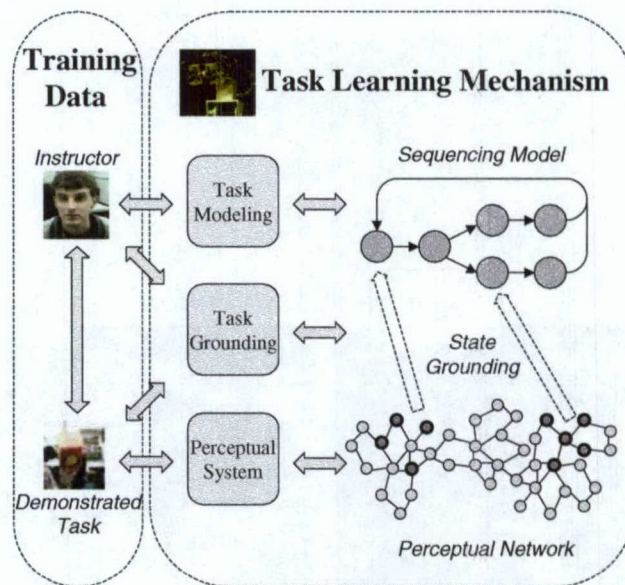 Training
Data
Task Learning Mechanism
Instructor
Sequencing Model
Task
Modeling
Task
Grounding
State
Grounding
Perceptual
System
Demonstrated
Task
Perceptual Network